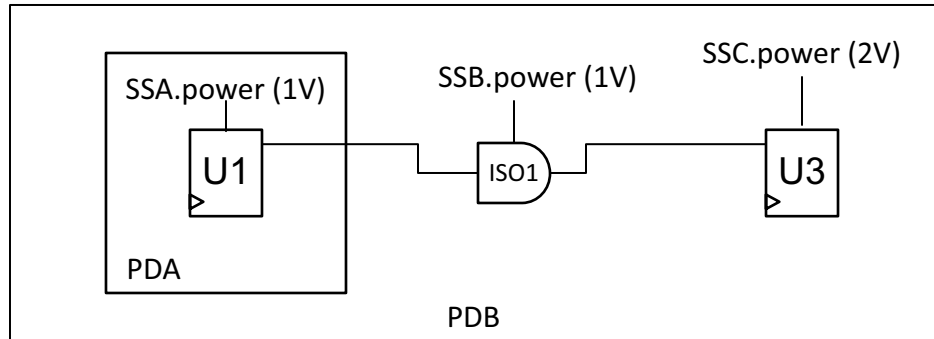 SSA.power (1V)
SSB.power (1V)
SSC.power (2V)
U1
ISO1
U3
PDA
PDB